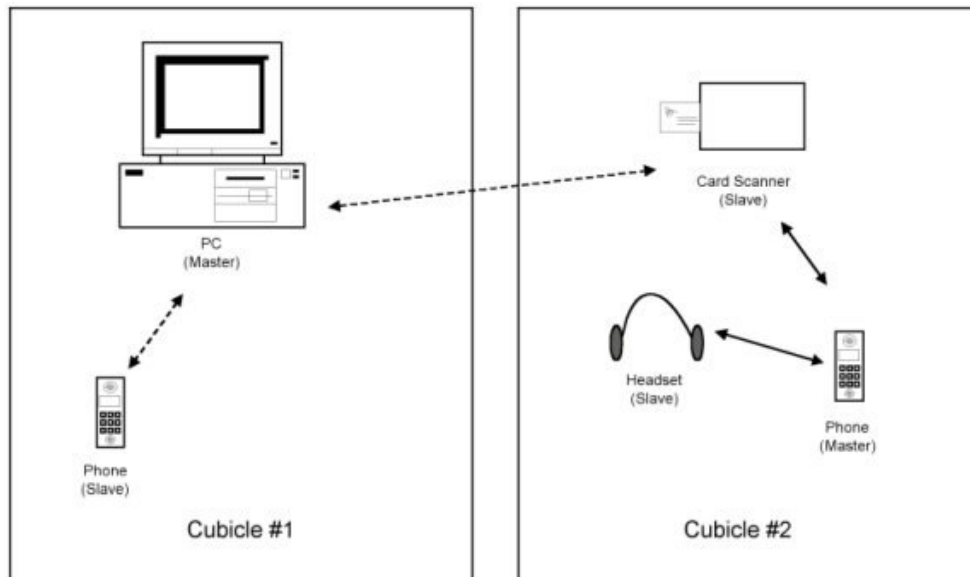 PC
(Master)
Phone
(Slave)
Cubicle #1
Card Scanner
(Slave)
Headset
(Slave)
Phone
(Master)
Cubicle #2